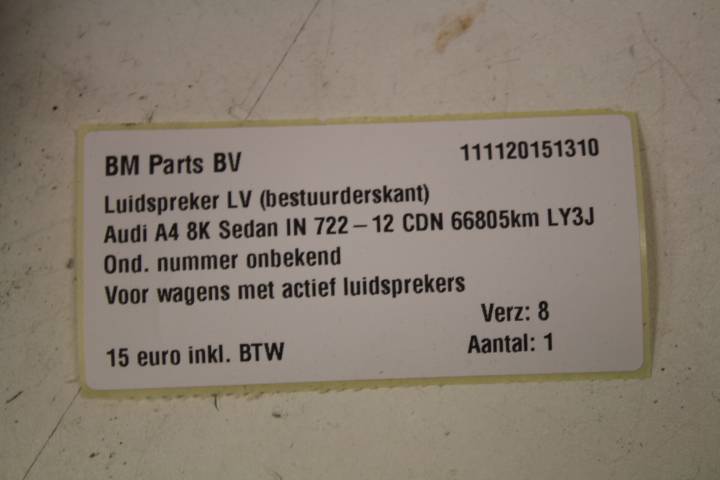 BM Parts BV 111120151310
Luidspreker LV (bestuurderskant)
Audi A4 8K Sedan IN 722 – 12 CDN 66805km LY3J
Ond. nummer onbekend
Voor wagens met actief luidsprekers
Verz: 8
15 euro inkl. BTW Aantal: 1